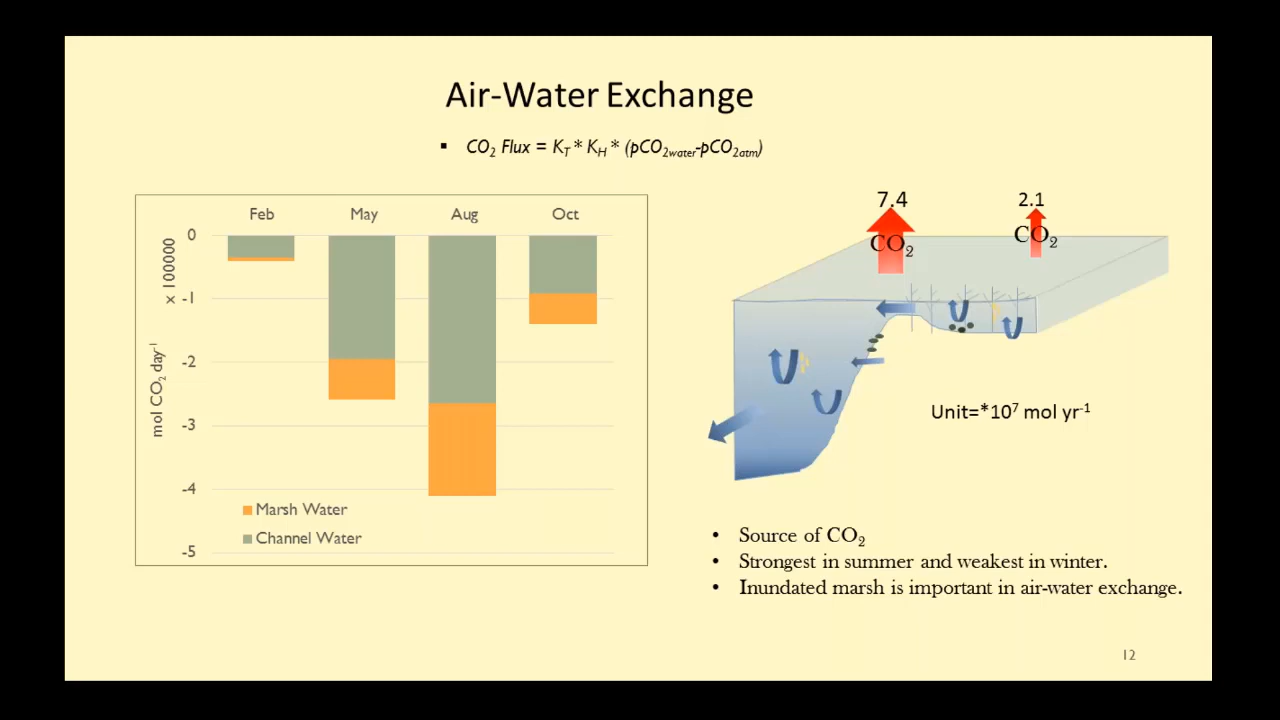 Air-Water Exchange
▪ CO₂ Flux = K_T * K_H * (pCO₂water-pCO₂atm)
Feb May Aug Oct
0
-1
-2
-3
-4
-5
x 100000
mol CO₂ day⁻¹
Marsh Water
Channel Water
7.4
CO₂
2.1
CO₂
Unit=*10⁷ mol yr⁻¹
• Source of CO₂
• Strongest in summer and weakest in winter.
• Inundated marsh is important in air-water exchange.
12